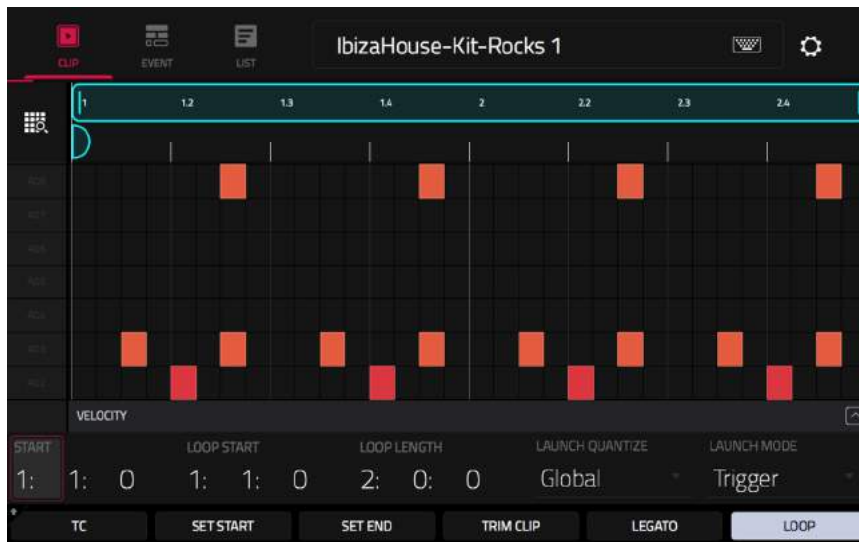 IbizaHouse-Kit-Rocks 1
CLIP EVENT LIST
1 1.2 1.3 1.4 2 2.2 2.3 2.4
VELOCITY
START LOOP START LOOP LENGTH LAUNCH QUANTIZE LAUNCH MODE
1: 1: 0 1: 1: 0 2: 0: 0 Global Trigger
TC SET START SET END TRIM CLIP LEGATO LOOP